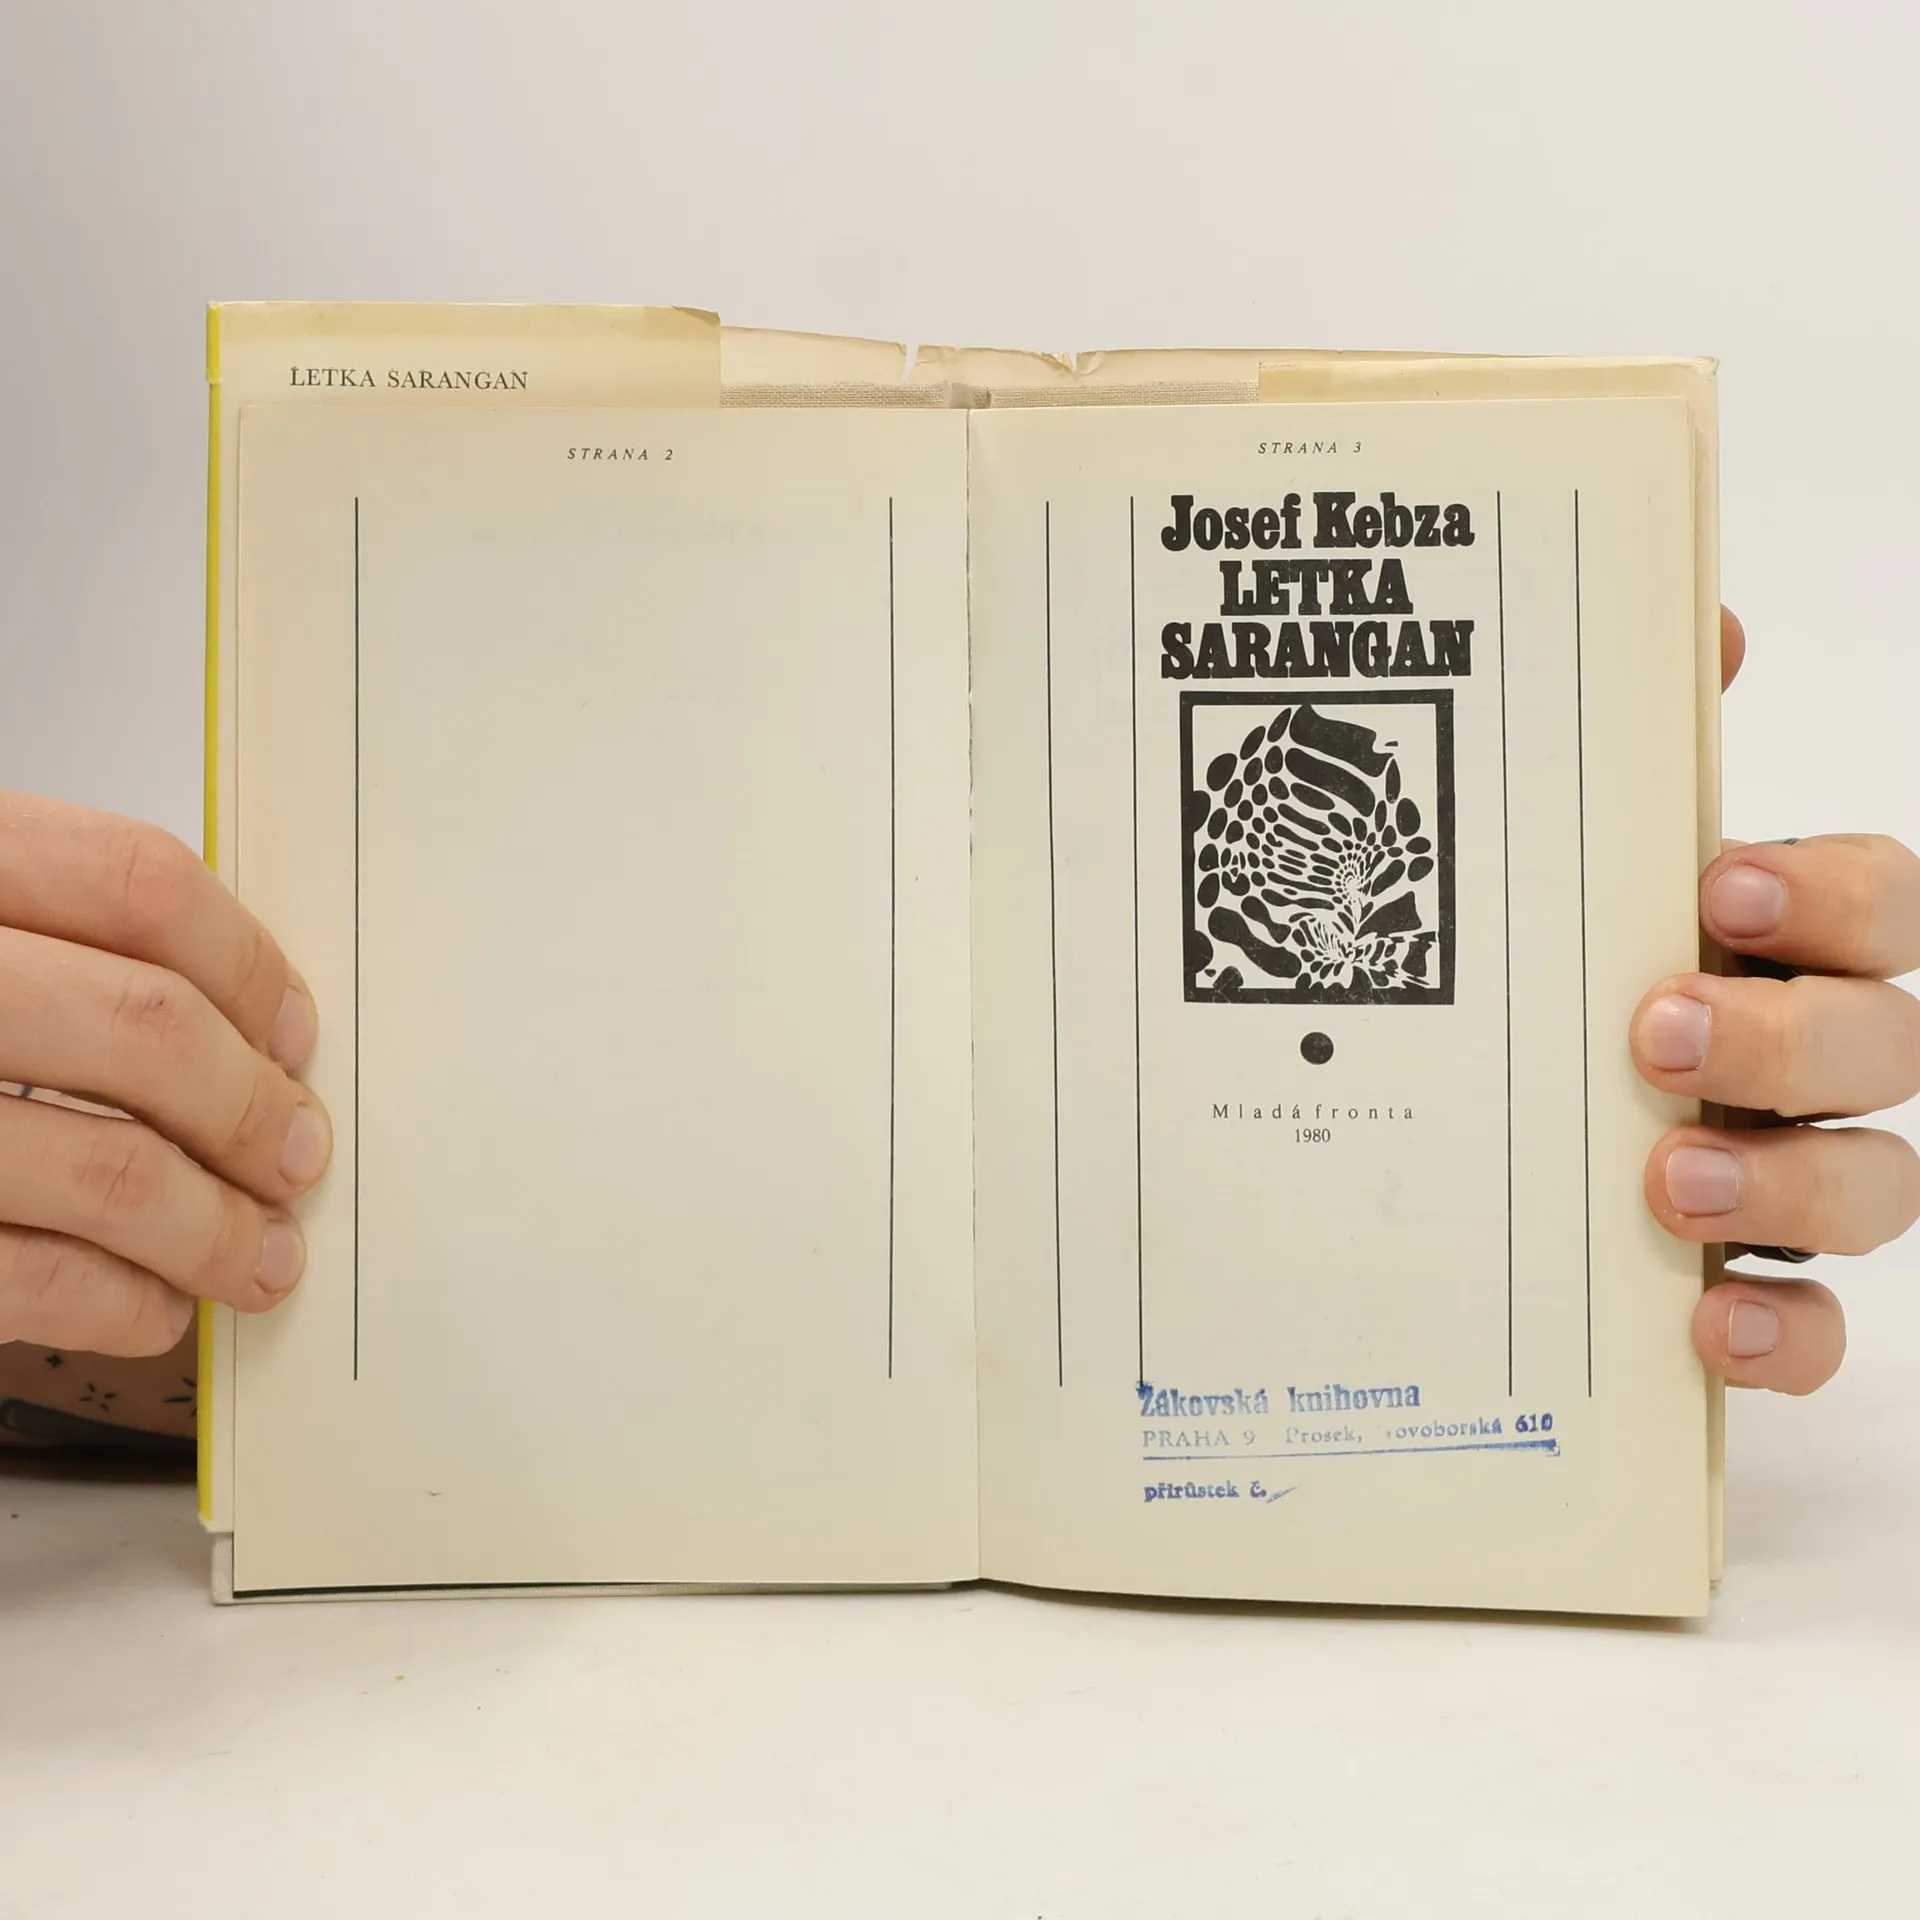 LETKA SARANGAN
STRANA 2
STRANA 3
Josef Kebza
LETKA
SARANGAN
Mladá fronta
1980
Žákovská knihovna
PRAHA 9 Prosek, ovoborská 610
přírůstek č.